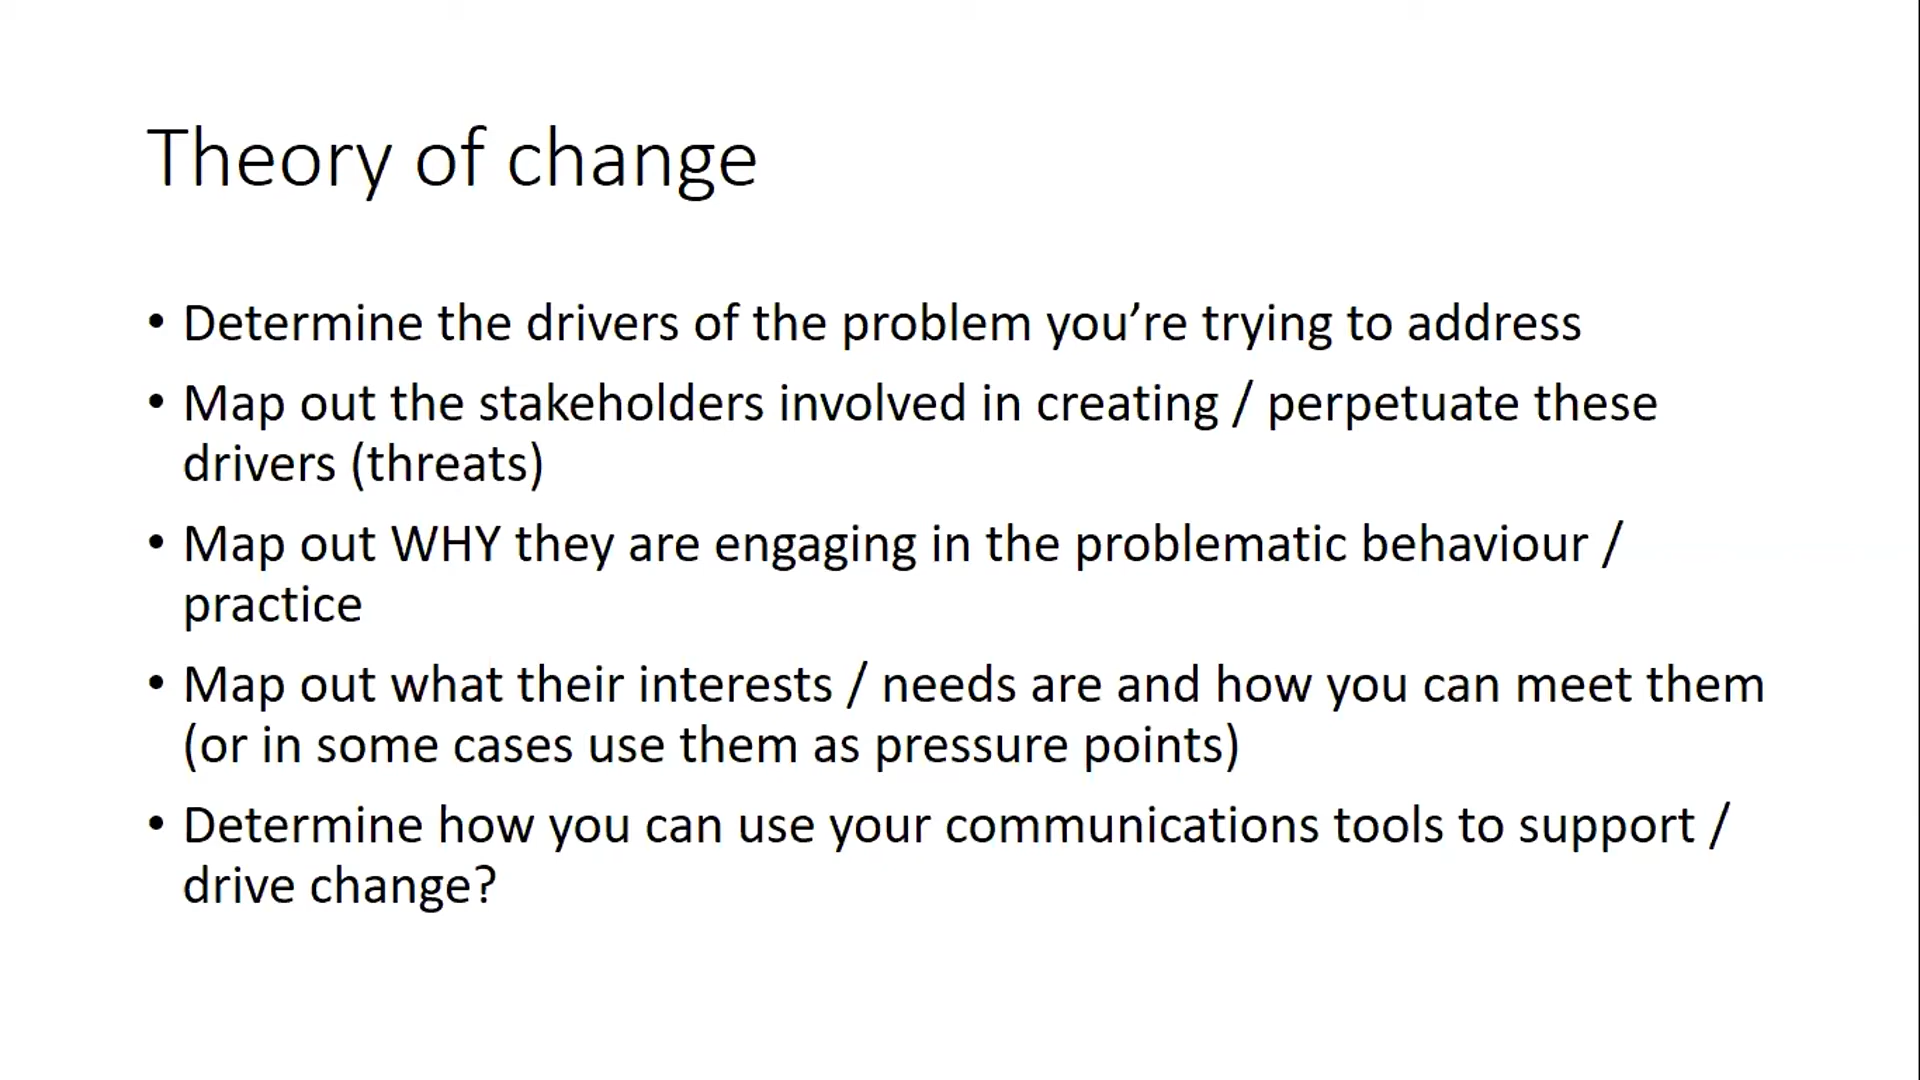 Theory of change
• Determine the drivers of the problem you’re trying to address
• Map out the stakeholders involved in creating / perpetuate these
drivers (threats)
• Map out WHY they are engaging in the problematic behaviour /
practice
• Map out what their interests / needs are and how you can meet them
(or in some cases use them as pressure points)
• Determine how you can use your communications tools to support /
drive change?